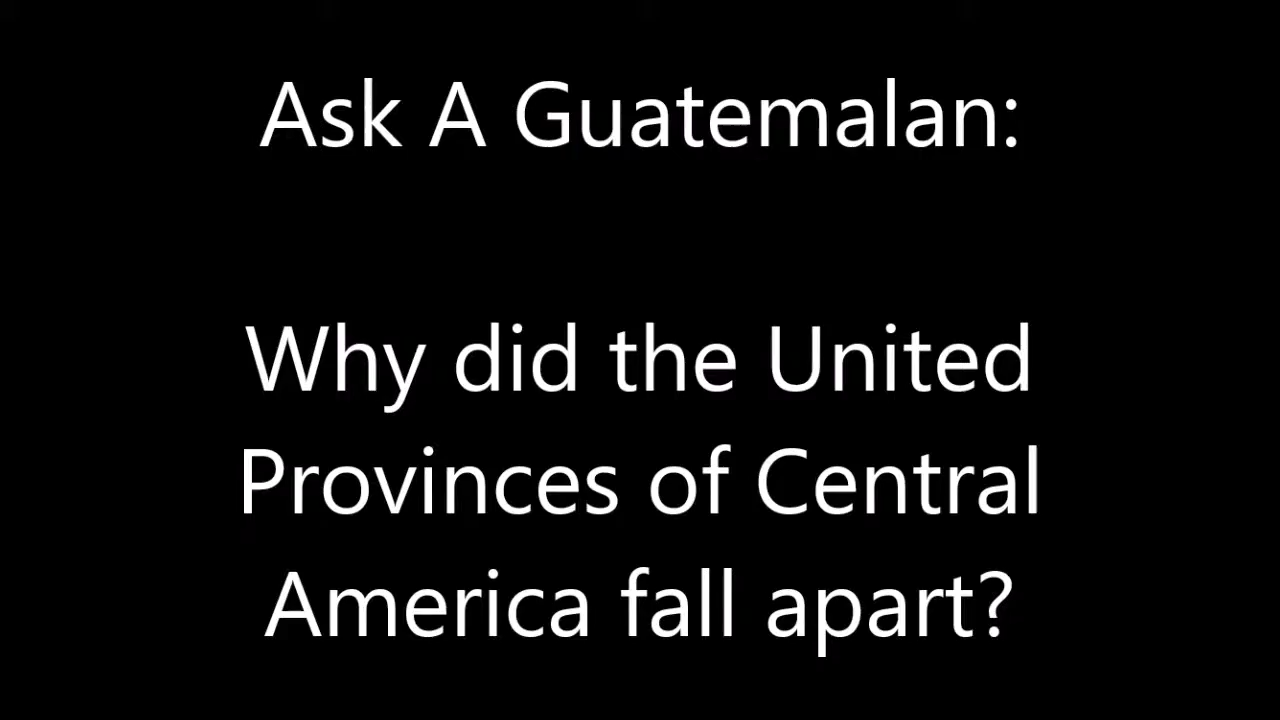 Ask A Guatemalan:
Why did the United
Provinces of Central
America fall apart?